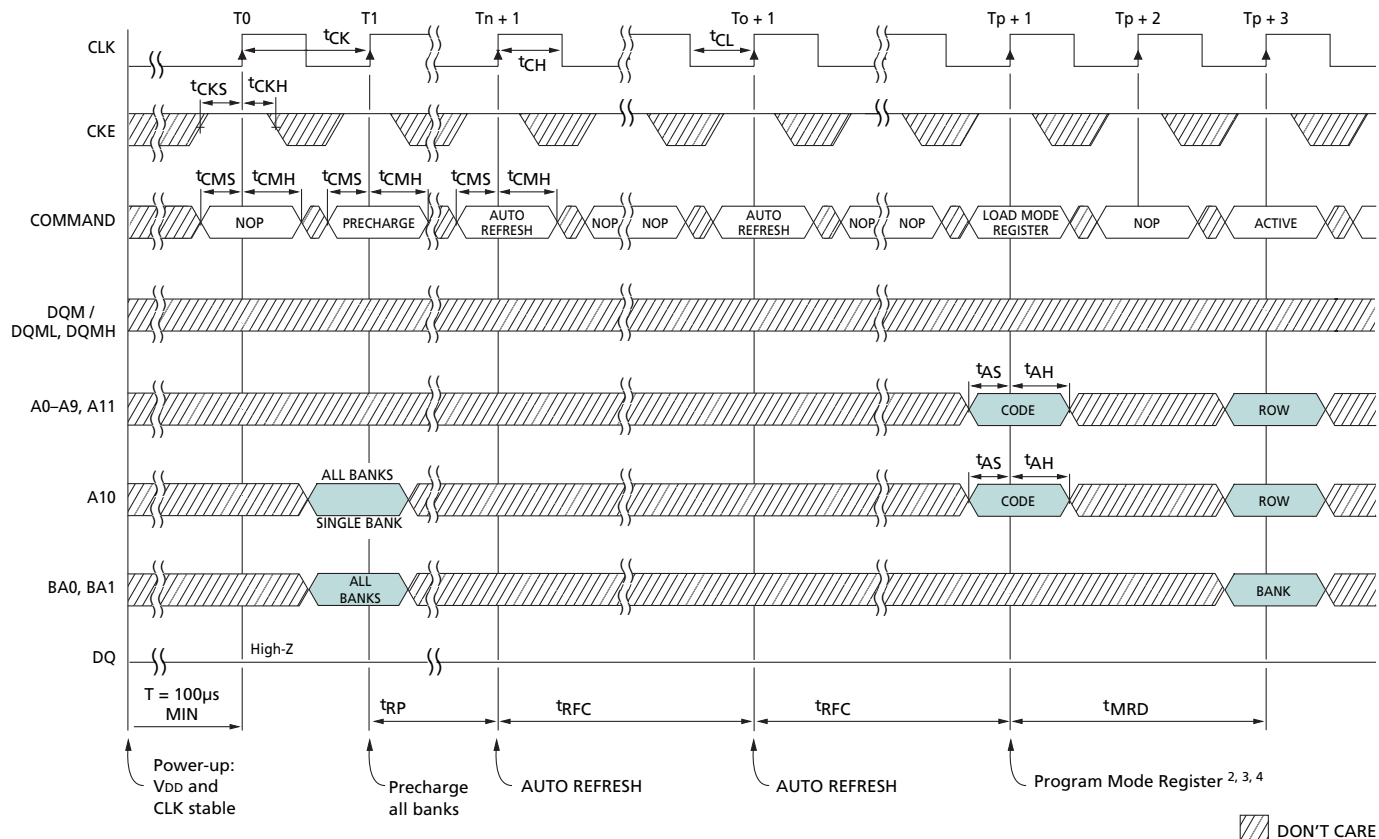 T0 T1 Tn + 1 To + 1 Tp + 1 Tp + 2 Tp + 3
CLK tCK tCH tCL
tCKS tCKH
CKE
tCMS tCMH tCMS tCMH tCMS tCMH
COMMAND NOP PRECHARGE AUTO REFRESH NOP NOP AUTO REFRESH NOP NOP LOAD MODE REGISTER NOP ACTIVE
DQM /
DQML, DQMH
tAS tAH
A0–A9, A11 CODE ROW
ALL BANKS tAS tAH
A10 CODE ROW
SINGLE BANK
BA0, BA1 ALL BANKS BANK
DQ High-Z
T = 100µs
MIN
tRP tRFC tRFC tMRD
Power-up:
VDD and
CLK stable
Precharge
all banks
AUTO REFRESH
AUTO REFRESH
Program Mode Register 2, 3, 4
DON'T CARE